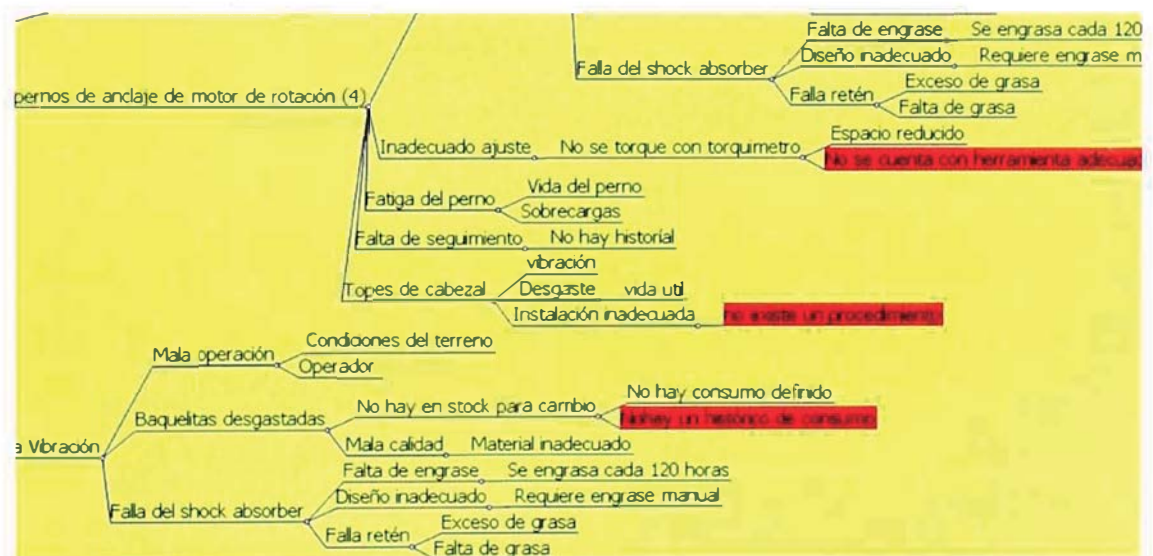 Falta de engrase Se engrasa cada 120
Diseño inadecuado Requiere engrase m
Falla del shock absorber
Exceso de grasa
Falla retén
Falta de grasa
pernos de anclaje de motor de rotación (4)
Espacio reducido
Inadecuado ajuste No se torque con torquimetro
No se cuenta con herramienta adecuad
Vida del perno
Fatiga del perno
Sobrecargas
Falta de seguimiento No hay historial
vibración
Topes de cabezal Desgaste vida util
Instalación inadecuada no existe un procedimiento
Condiciones del terreno
Mala operación
Operador
No hay consumo definido
No hay en stock para cambio
Baquelitas desgastadas
Nohay un histórico de consumo
a Vibración
Mala calidad Material inadecuado
Falta de engrase Se engrasa cada 120 horas
Diseño inadecuado Requiere engrase manual
Falla del shock absorber
Exceso de grasa
Falla retén
Falta de grasa